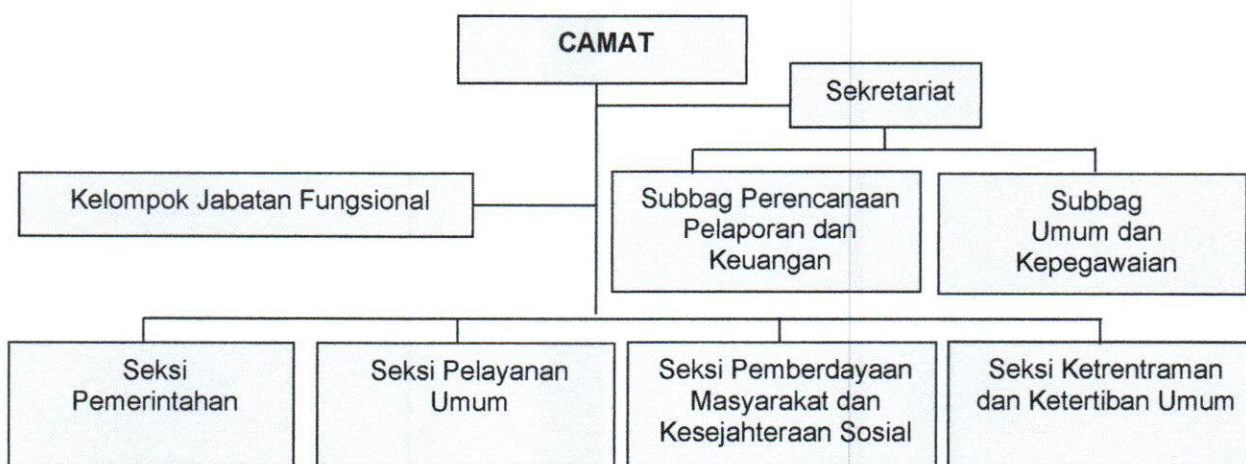 CAMAT
Sekretariat
Kelompok Jabatan Fungsional
Subbag Perencanaan
Pelaporan dan
Keuangan
Subbag
Umum dan
Kepegawaian
Seksi
Pemerintahan
Seksi Pelayanan
Umum
Seksi Pemberdayaan
Masyarakat dan
Kesejahteraan Sosial
Seksi Ketrentraman
dan Ketertiban Umum